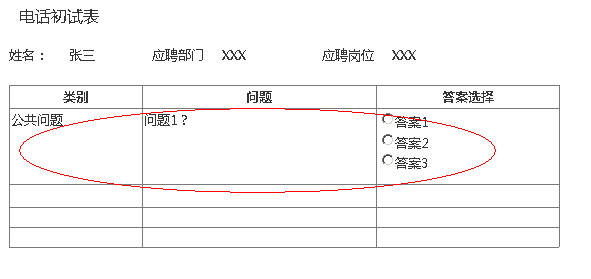 电话初试表
姓名： 张三 应聘部门 XXX 应聘岗位 XXX
类别 问题 答案选择
公共问题 问题1？ 答案1
答案2
答案3